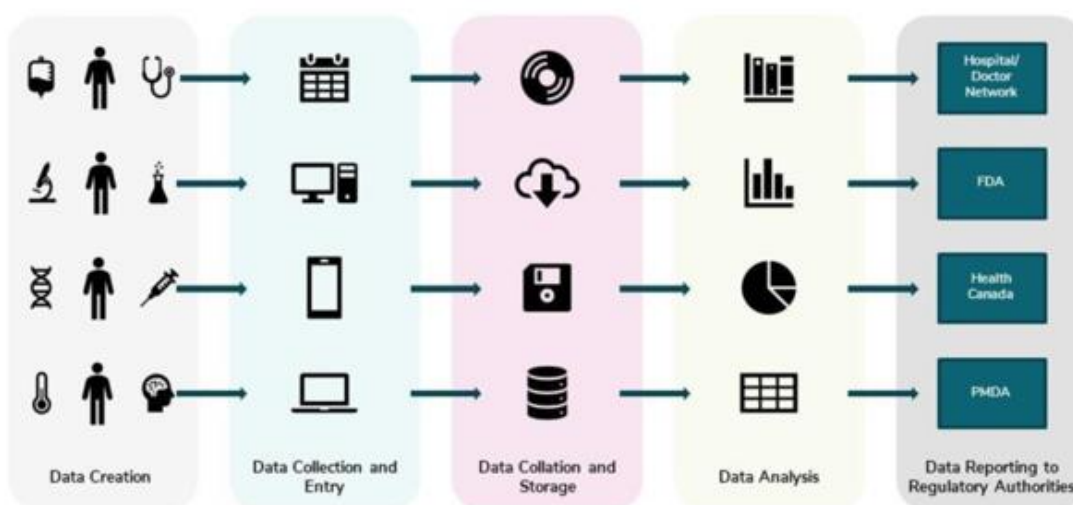 Hospital/
Doctor
Network
FDA
Health
Canada
PMDA
Data Creation
Data Collection and
Entry
Data Collation and
Storage
Data Analysis
Data Reporting to
Regulatory Authorities